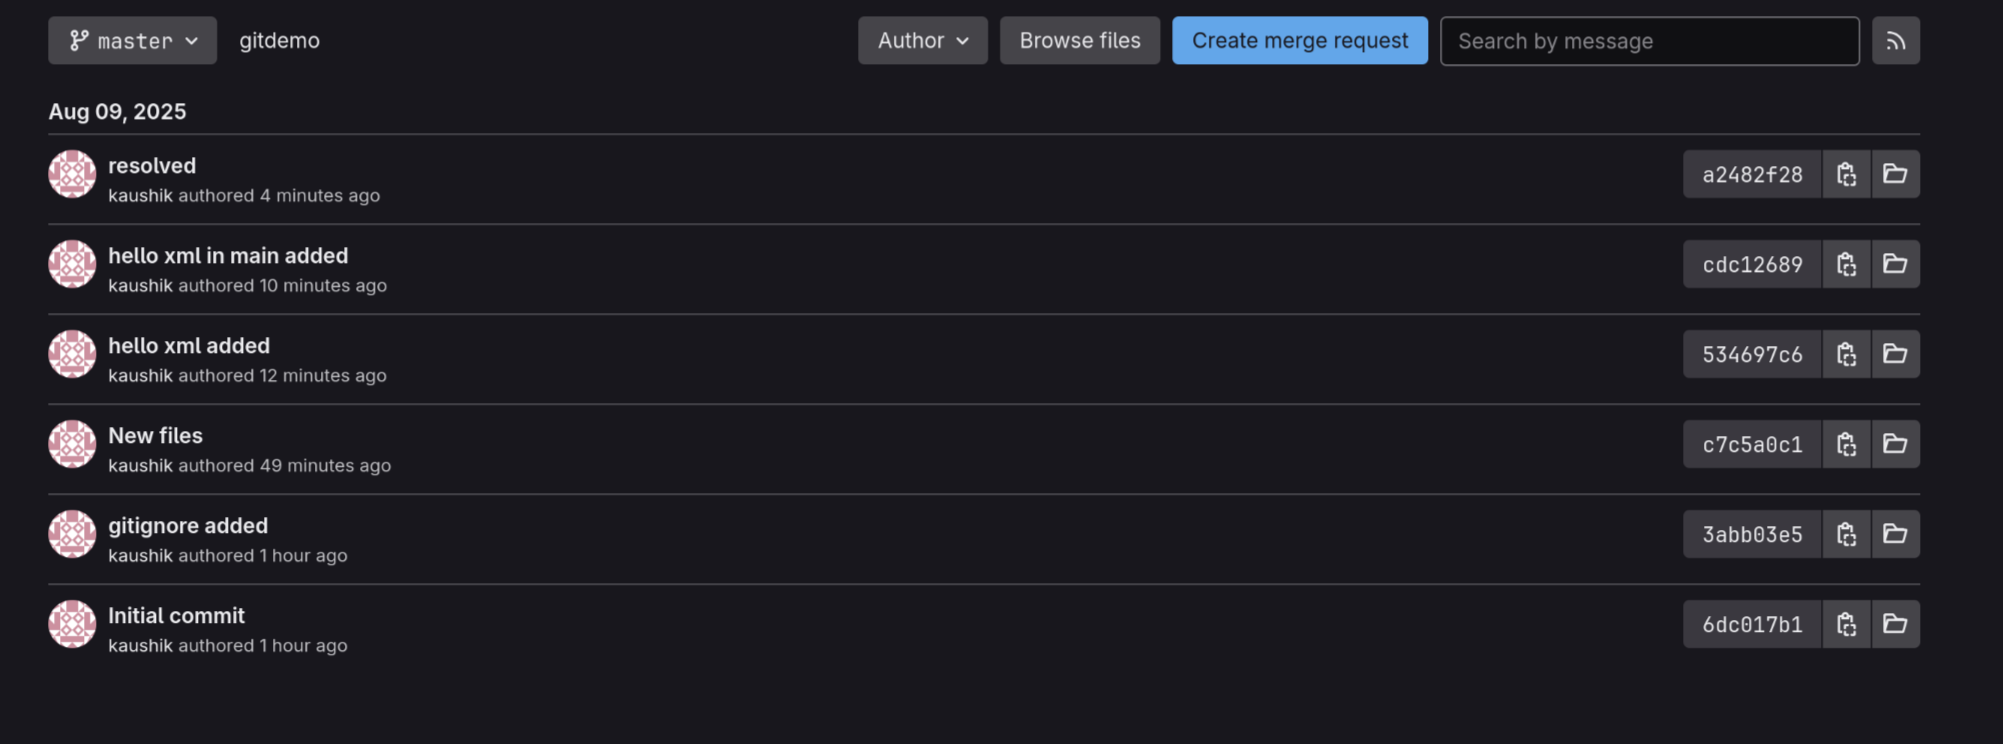 master gitdemo Author Browse files Create merge request Search by message
Aug 09, 2025
resolved
kaushik authored 4 minutes ago
a2482f28
hello xml in main added
kaushik authored 10 minutes ago
cdc12689
hello xml added
kaushik authored 12 minutes ago
534697c6
New files
kaushik authored 49 minutes ago
c7c5a0c1
gitignore added
kaushik authored 1 hour ago
3abb03e5
Initial commit
kaushik authored 1 hour ago
6dc017b1